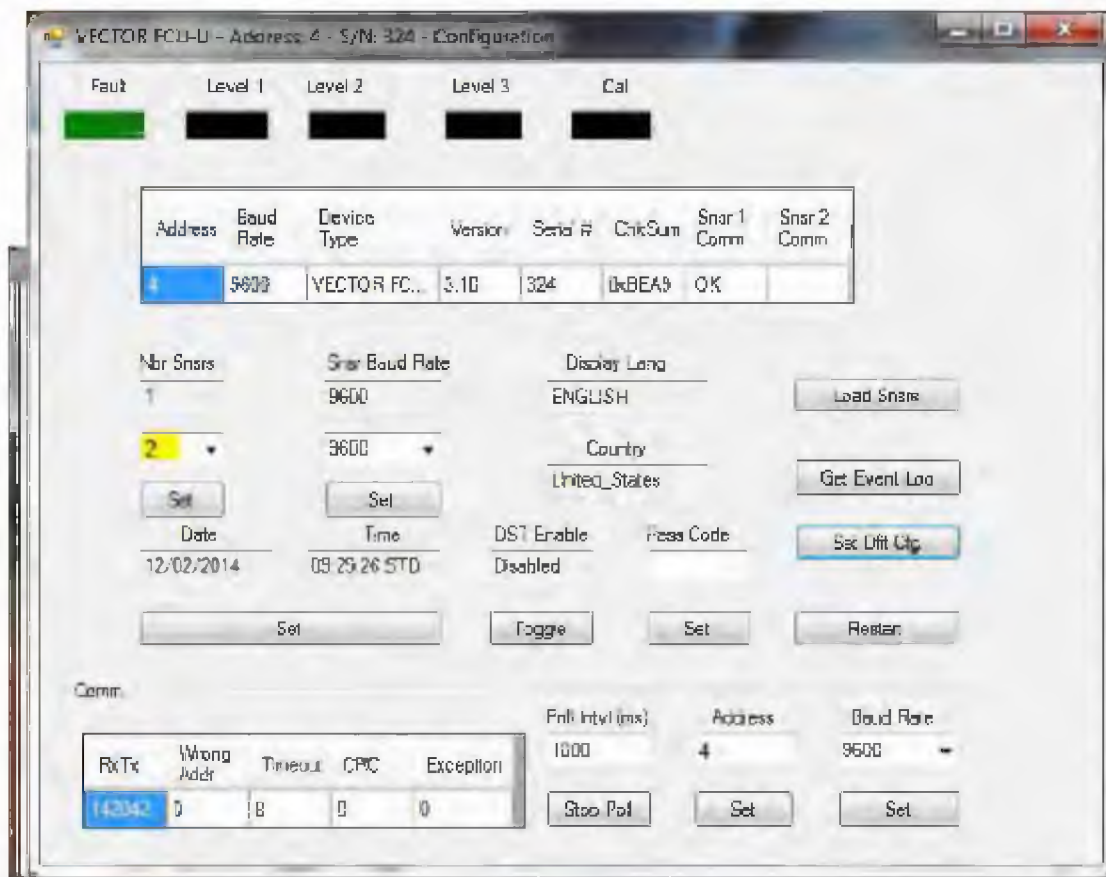 VECTOR FCU-U - Address: 4 - S/N: 324 - Configuration
Fault Level 1 Level 2 Level 3 Cal
Address Baud Rate Device Type Version Serial # ChkSum Snsr 1 Comm Snsr 2 Comm
4 9600 VECTOR FC... 3.10 324 0xBEA9 OK
Nbr Snsrs Snsr Baud Rate Display Lang
1 9600 ENGLISH Load Snsrs
2 9600 Country
United_States Get Event Log
Set Set
Date Time DST Enable Pass Code Set Dflt Cfg
12/02/2014 STD Disabled
Set Toggle Set Restart
Comm.
Poll Intvl (ms) Address Baud Rate
1000 4 9600
RxTx Wrong Addr Timeout CRC Exception
142042 0 8 0 0
Stop Poll Set Set